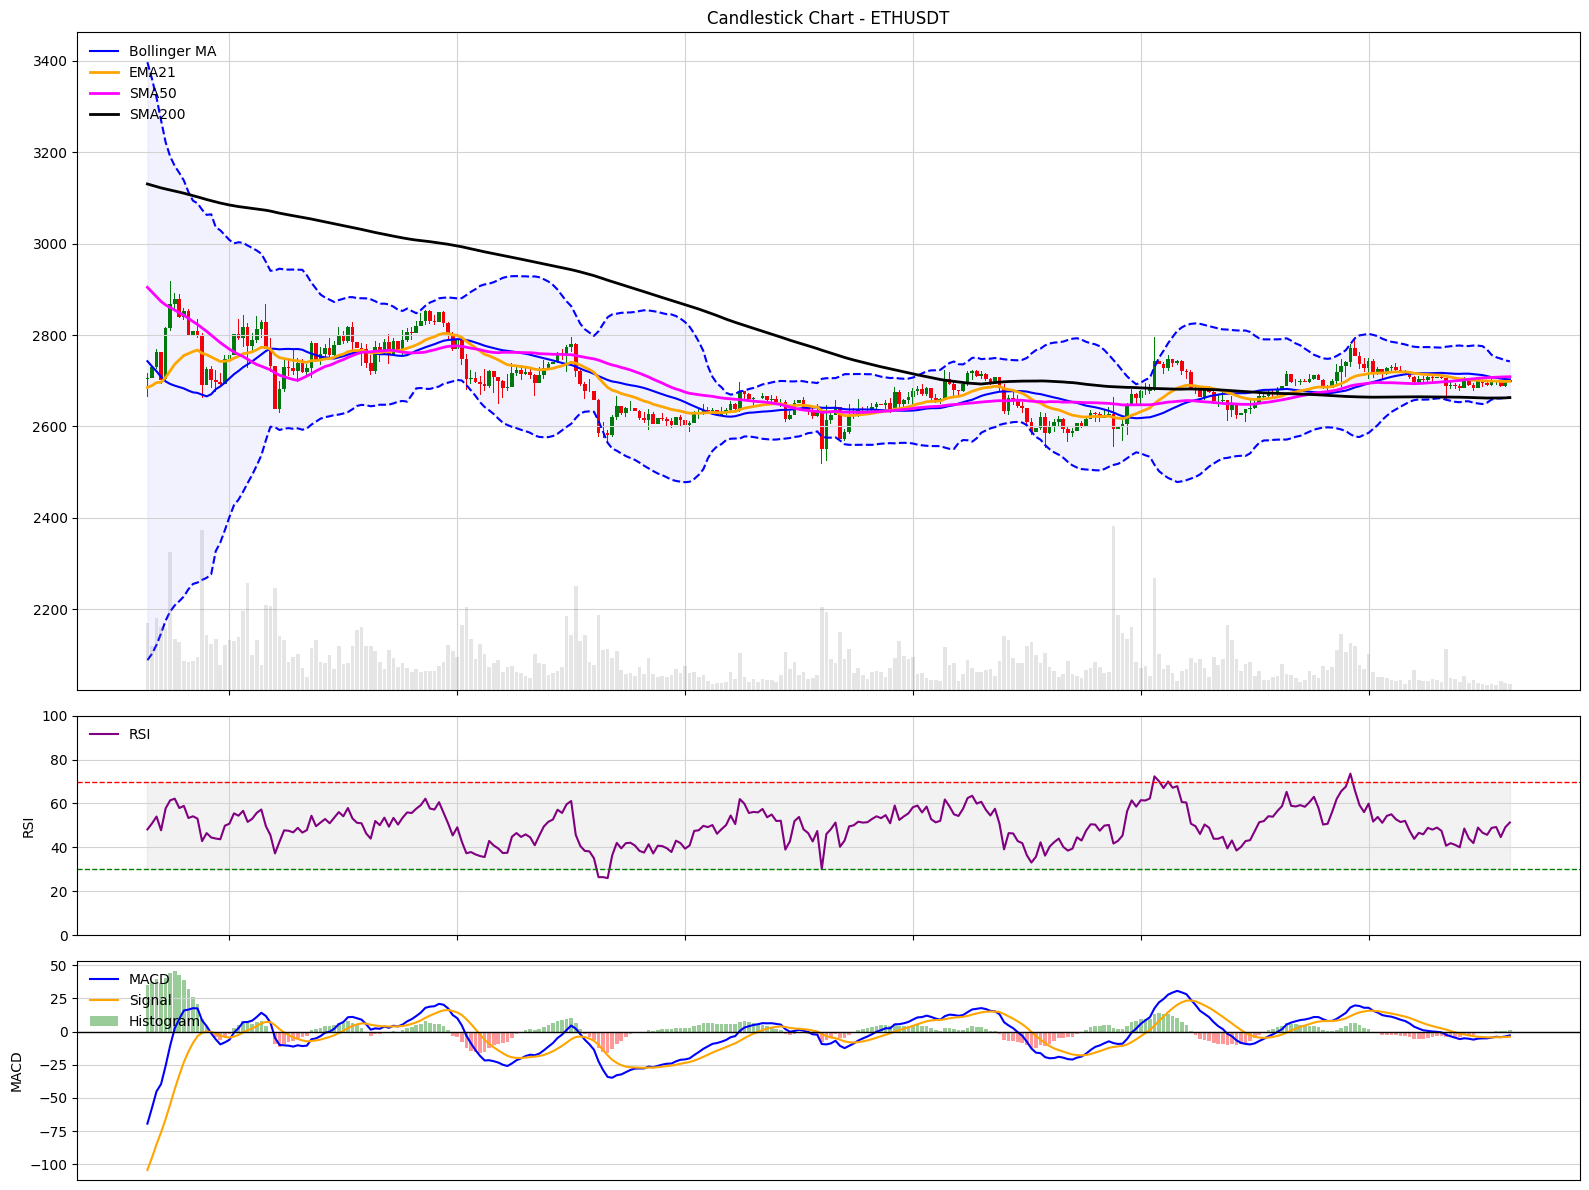 Candlestick Chart - ETHUSDT
Bollinger MA
EMA21
SMA50
SMA200
3400
3200
3000
2800
2600
2400
2200
RSI
100
80
60
40
20
0
RSI
MACD
Signal
Histogram
50
25
0
−25
−50
−75
−100
MACD